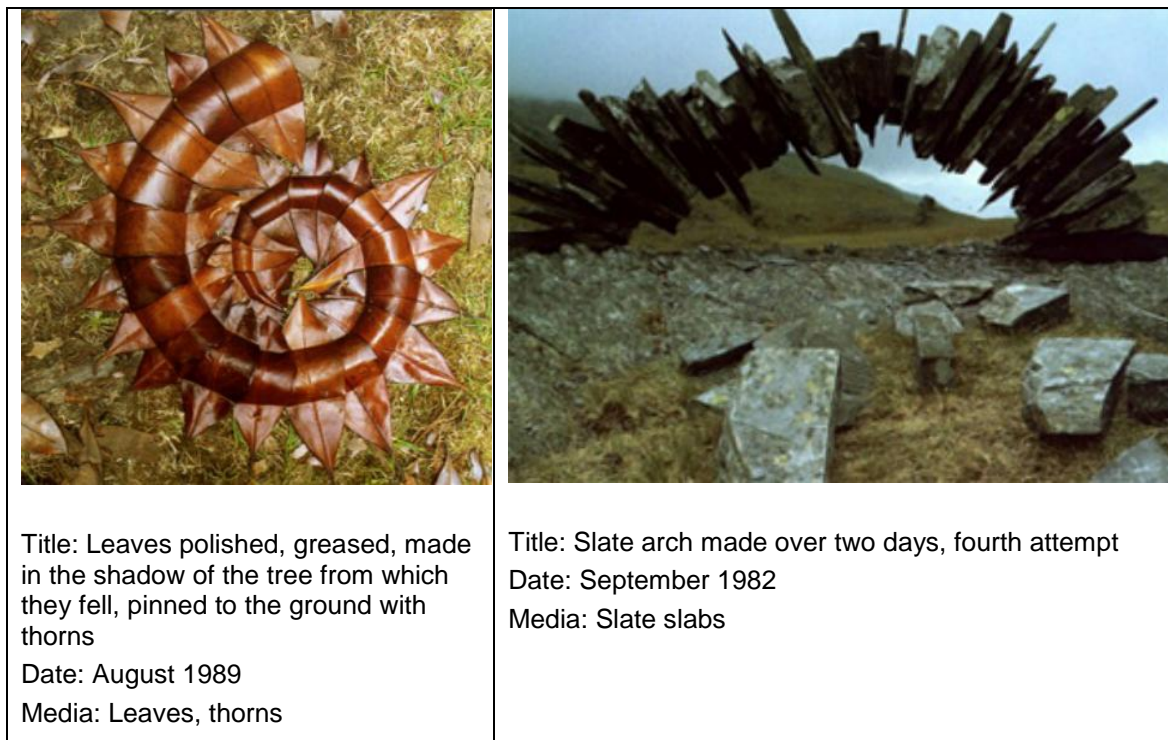 Title: Leaves polished, greased, made
in the shadow of the tree from which
they fell, pinned to the ground with
thorns
Date: August 1989
Media: Leaves, thorns
Title: Slate arch made over two days, fourth attempt
Date: September 1982
Media: Slate slabs